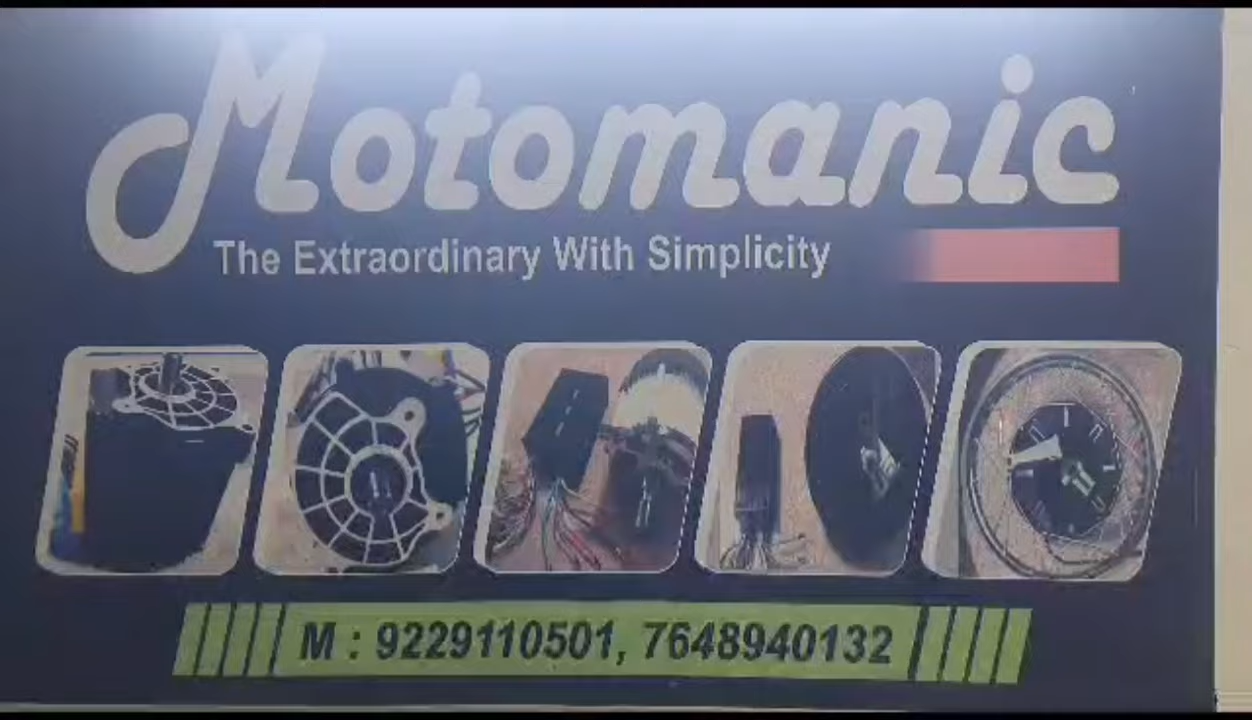 Motomanic
The Extraordinary With Simplicity
M : 9229110501, 7648940132